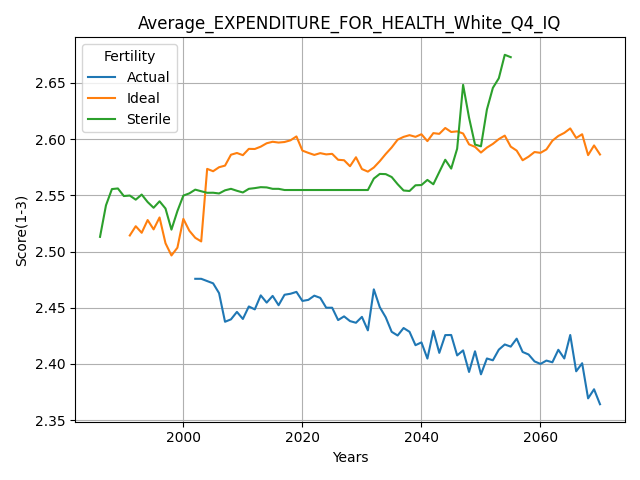 Average_EXPENDITURE_FOR_HEALTH_White_Q4_IQ
Fertility
Actual
Ideal
Sterile
Score(1-3)
2.65
2.60
2.55
2.50
2.45
2.40
2.35
2000 2020 2040 2060
Years